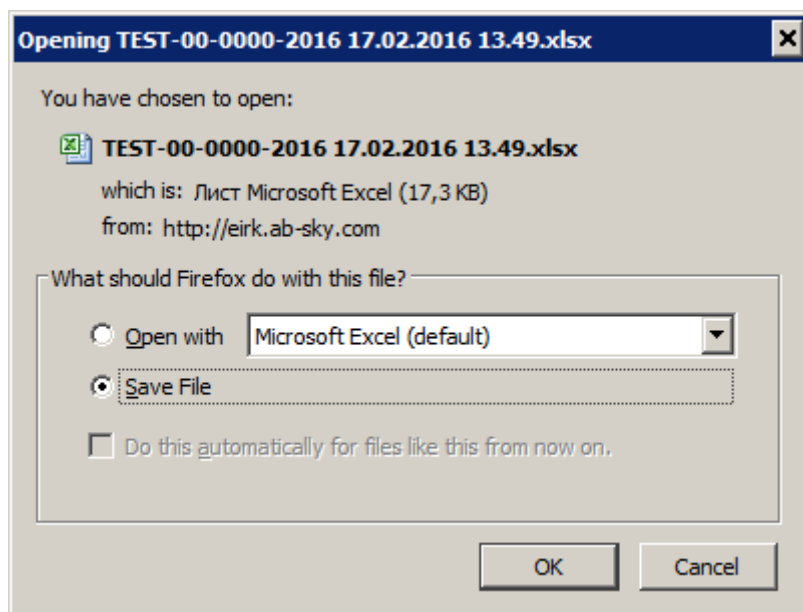 Opening TEST-00-0000-2016 17.02.2016 13.49.xlsx
You have chosen to open:
TEST-00-0000-2016 17.02.2016 13.49.xlsx
which is: Лист Microsoft Excel (17,3 KB)
from: http://eirk.ab-sky.com
What should Firefox do with this file?
Open with Microsoft Excel (default)
Save File
Do this automatically for files like this from now on.
OK Cancel